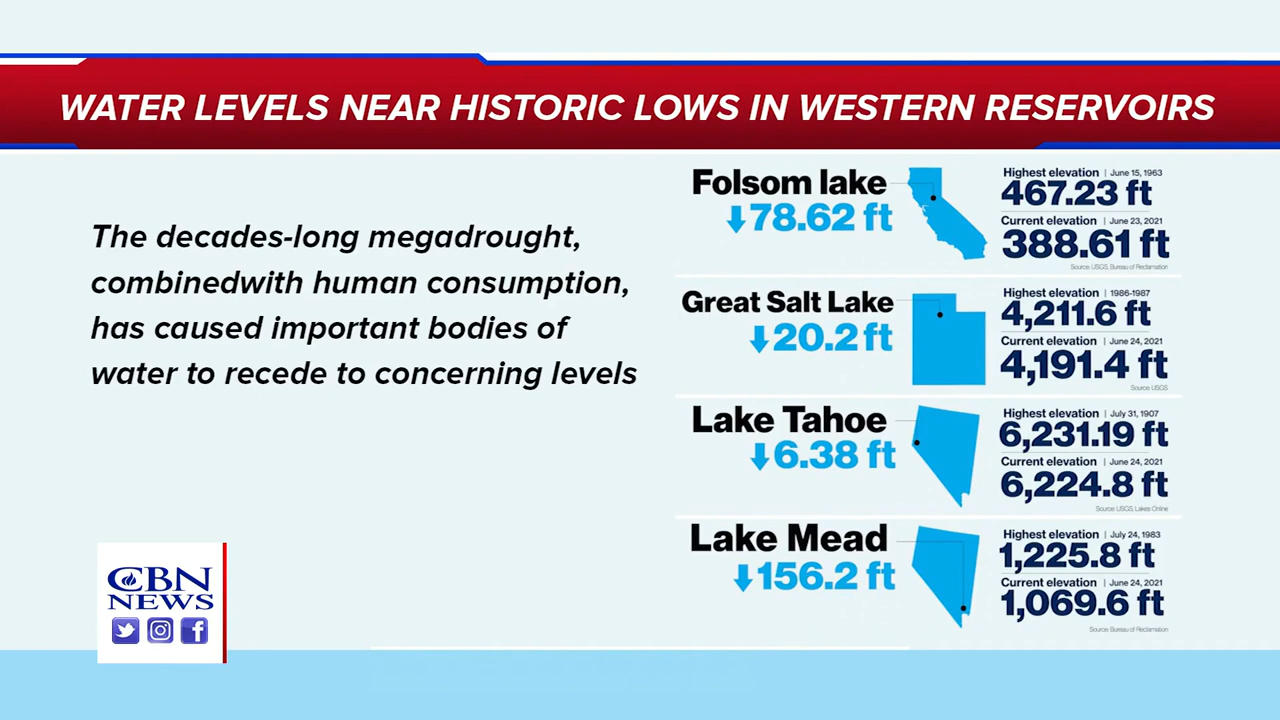 WATER LEVELS NEAR HISTORIC LOWS IN WESTERN RESERVOIRS
The decades-long megadrought,
combinedwith human consumption,
has caused important bodies of
water to recede to concerning levels
Folsom lake
↓78.62 ft
Highest elevation | June 15, 1963
467.23 ft
Current elevation | June 23, 2021
388.61 ft
Source: USGS, Bureau of Reclamation
Great Salt Lake
↓20.2 ft
Highest elevation | 1986-1987
4,211.6 ft
Current elevation | June 24, 2021
4,191.4 ft
Source: USGS
Lake Tahoe
↓6.38 ft
Highest elevation | July 31, 1907
6,231.19 ft
Current elevation | June 24, 2021
6,224.8 ft
Source: USGS, Lakes Online
Lake Mead
↓156.2 ft
Highest elevation | July 24, 1983
1,225.8 ft
Current elevation | June 24, 2021
1,069.6 ft
Source: Bureau of Reclamation
CBN
NEWS